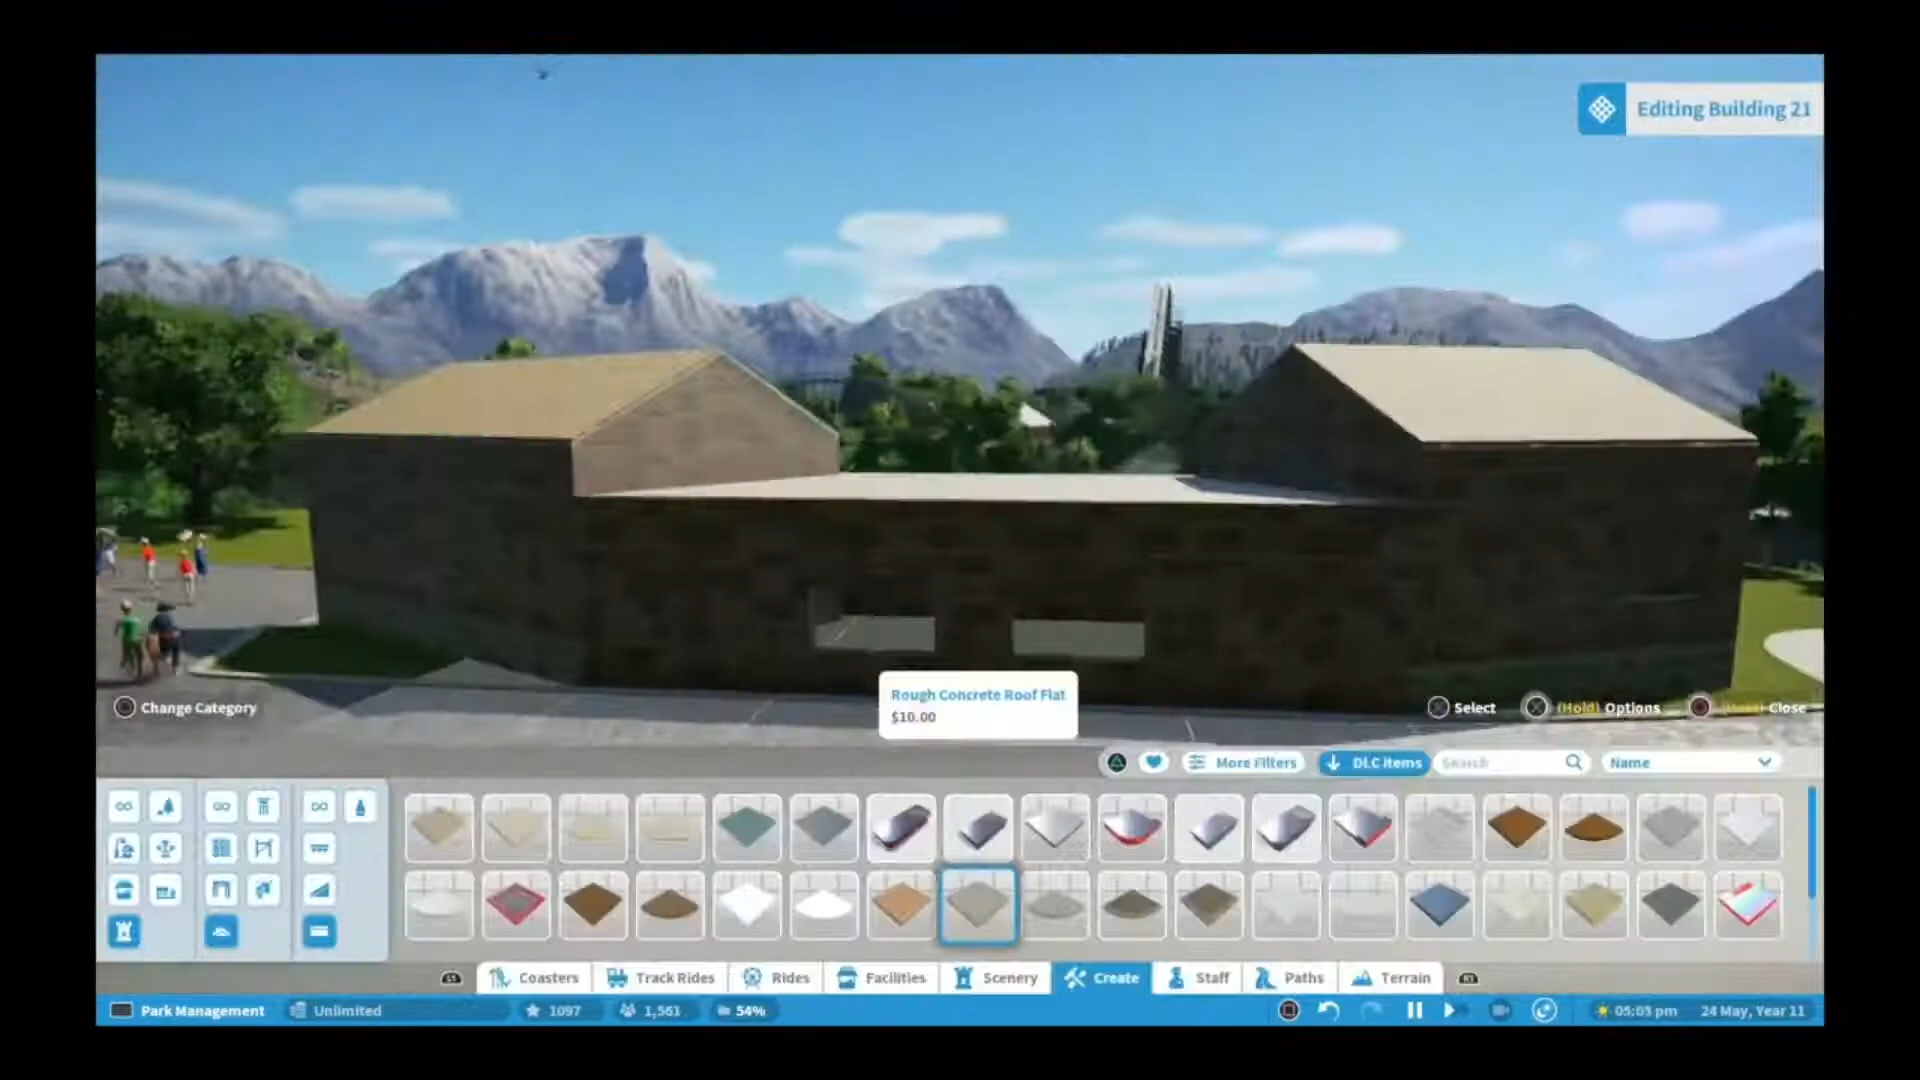 Editing Building 21
Change Category
Rough Concrete Roof Flat
$10.00
Select
(Hold) Options
Close
More Filters
DLC Items
Search
Name
Coasters
Track Rides
Rides
Facilities
Scenery
Create
Staff
Paths
Terrain
Park Management
Unlimited
1097
1,561
54%
05:03 pm
24 May, Year 11